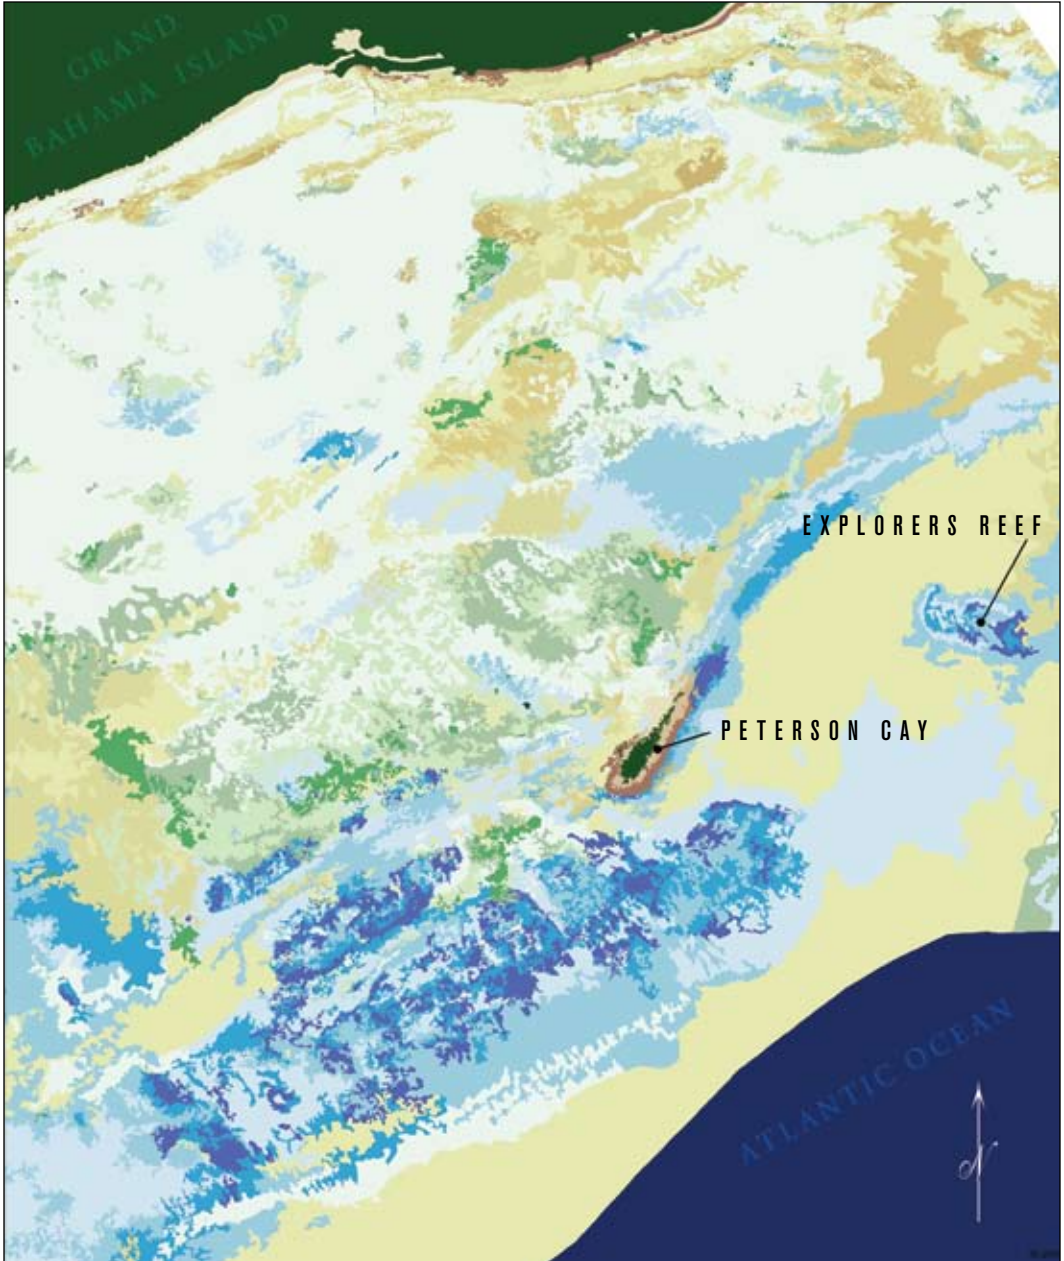 GRAND
BAHAMA ISLAND
EXPLORERS REEF
PETERSON CAY
ATLANTIC OCEAN
N